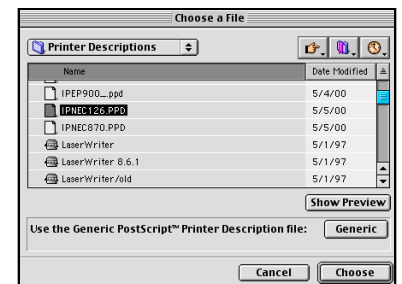 Choose a File
Printer Descriptions
Name Date Modified
IPEP900_.ppd 5/4/00
IPNEC126.PPD 5/5/00
IPNEC870.PPD 5/5/00
LaserWriter 5/1/97
LaserWriter 8.6.1 5/1/97
LaserWriter/old 5/1/97
Show Preview
Use the Generic PostScript™ Printer Description file: Generic
Cancel Choose